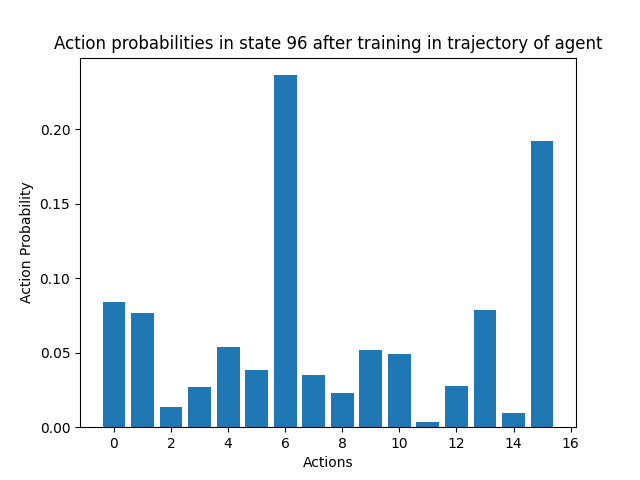 Action probabilities in state 96 after training in trajectory of agent
Action Probability
0.20
0.15
0.10
0.05
0.00
0 2 4 6 8 10 12 14 16
Actions